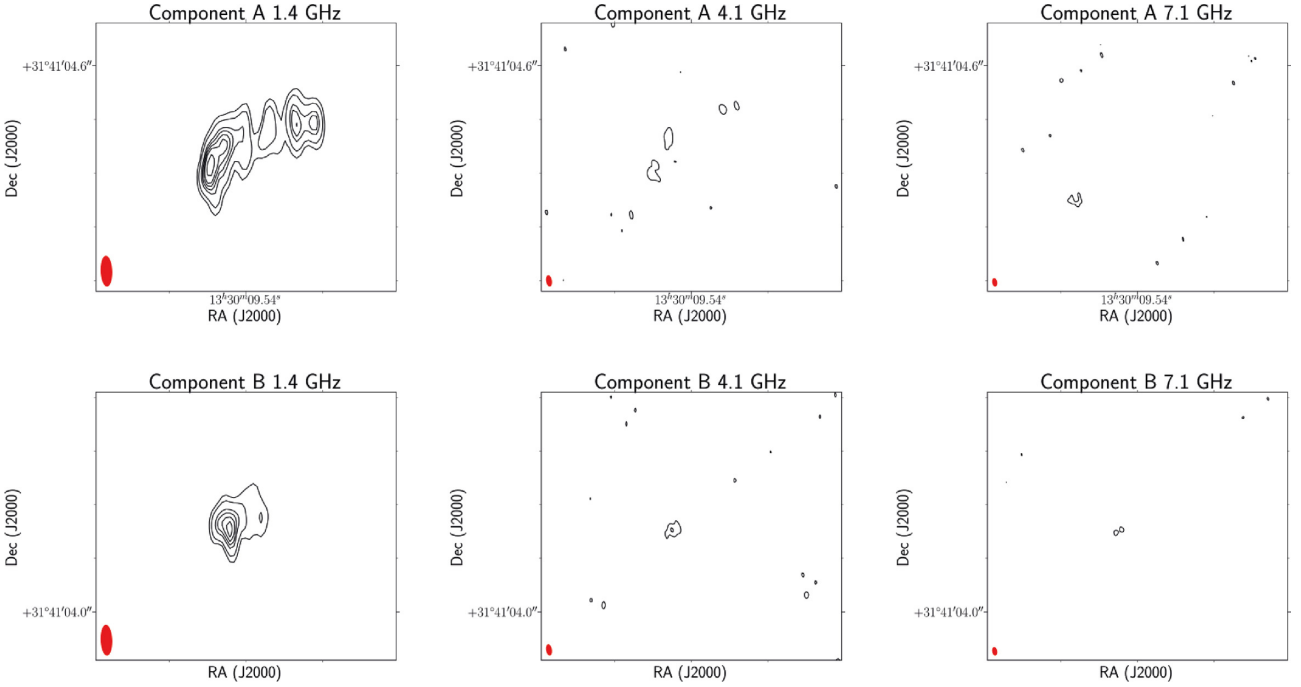 Component A 1.4 GHz
Component A 4.1 GHz
Component A 7.1 GHz
+31°41′04.6″
+31°41′04.6″
+31°41′04.6″
Dec (J2000)
Dec (J2000)
Dec (J2000)
13ʰ30ᵐ09.54ˢ
13ʰ30ᵐ09.54ˢ
13ʰ30ᵐ09.54ˢ
RA (J2000)
RA (J2000)
RA (J2000)
Component B 1.4 GHz
Component B 4.1 GHz
Component B 7.1 GHz
Dec (J2000)
Dec (J2000)
Dec (J2000)
+31°41′04.0″
+31°41′04.0″
+31°41′04.0″
RA (J2000)
RA (J2000)
RA (J2000)